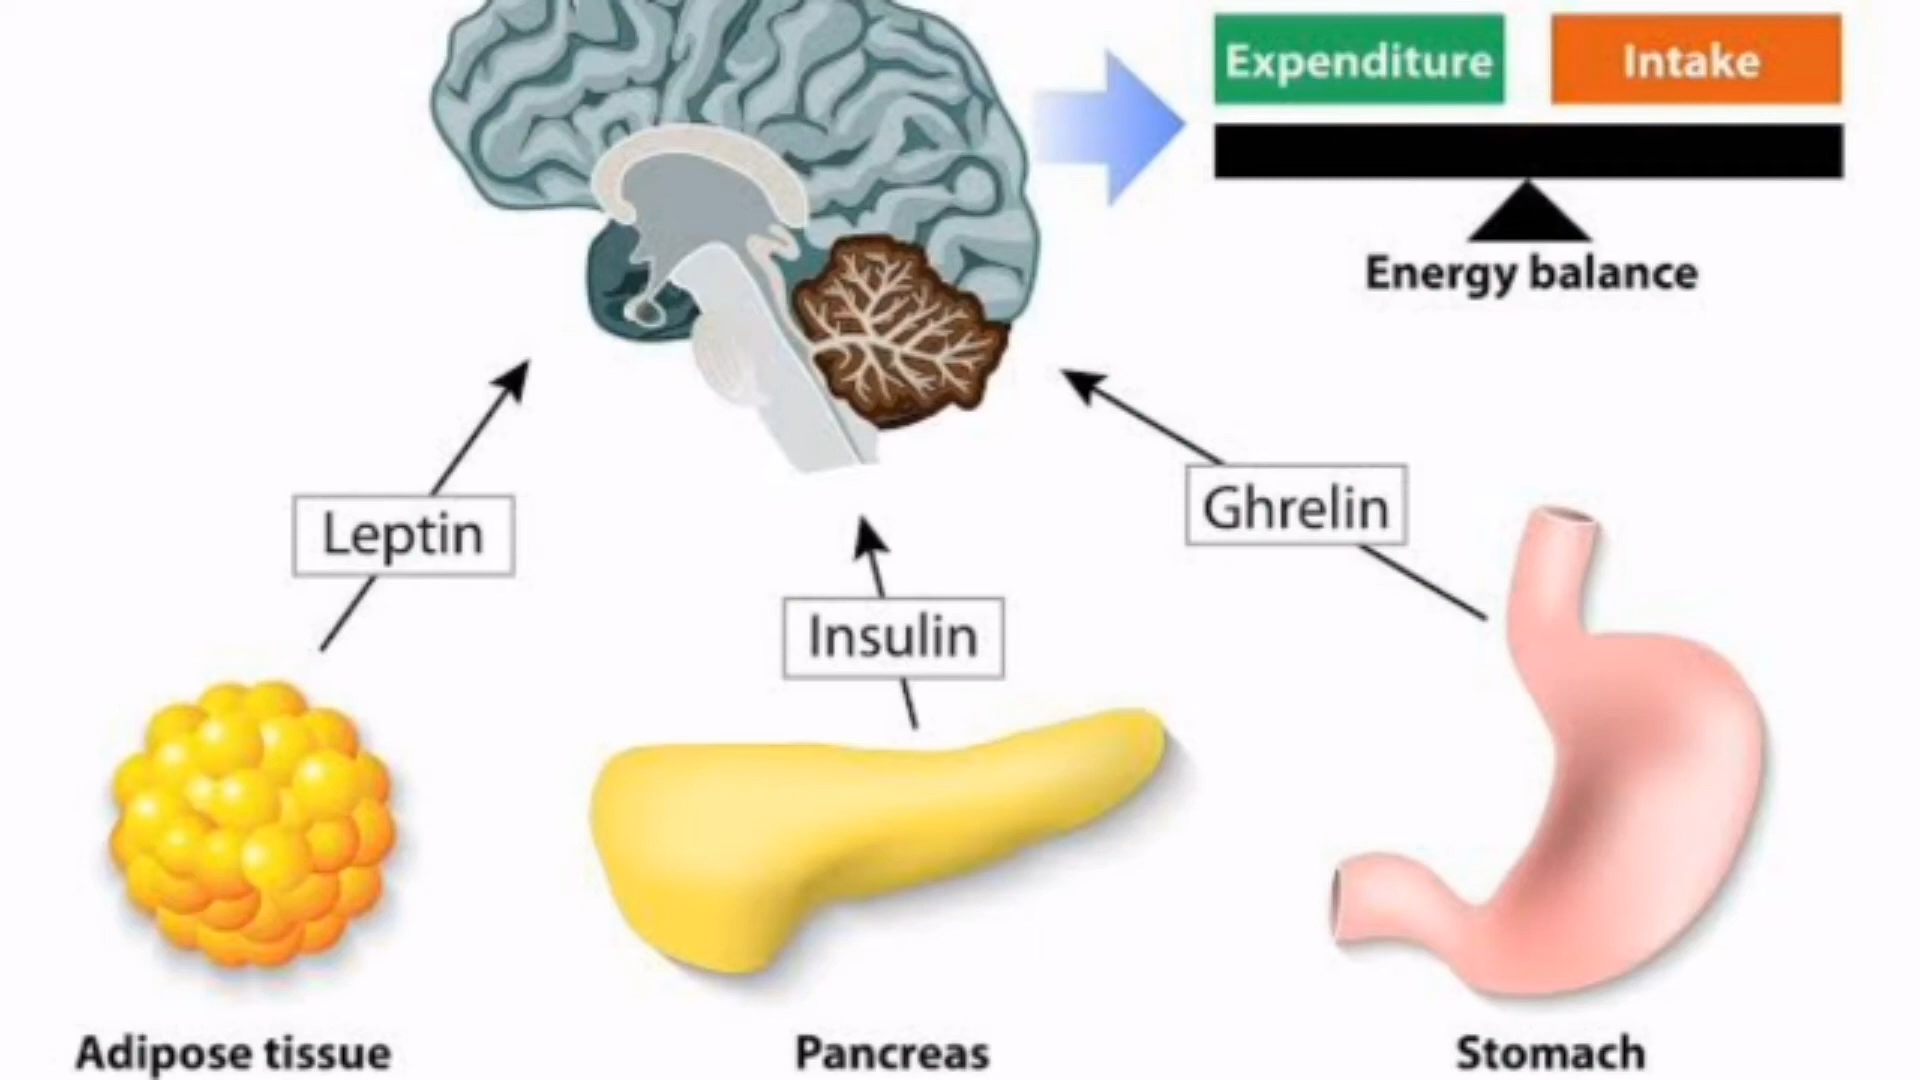 Expenditure
Intake
Energy balance
Leptin
Ghrelin
Insulin
Adipose tissue
Pancreas
Stomach